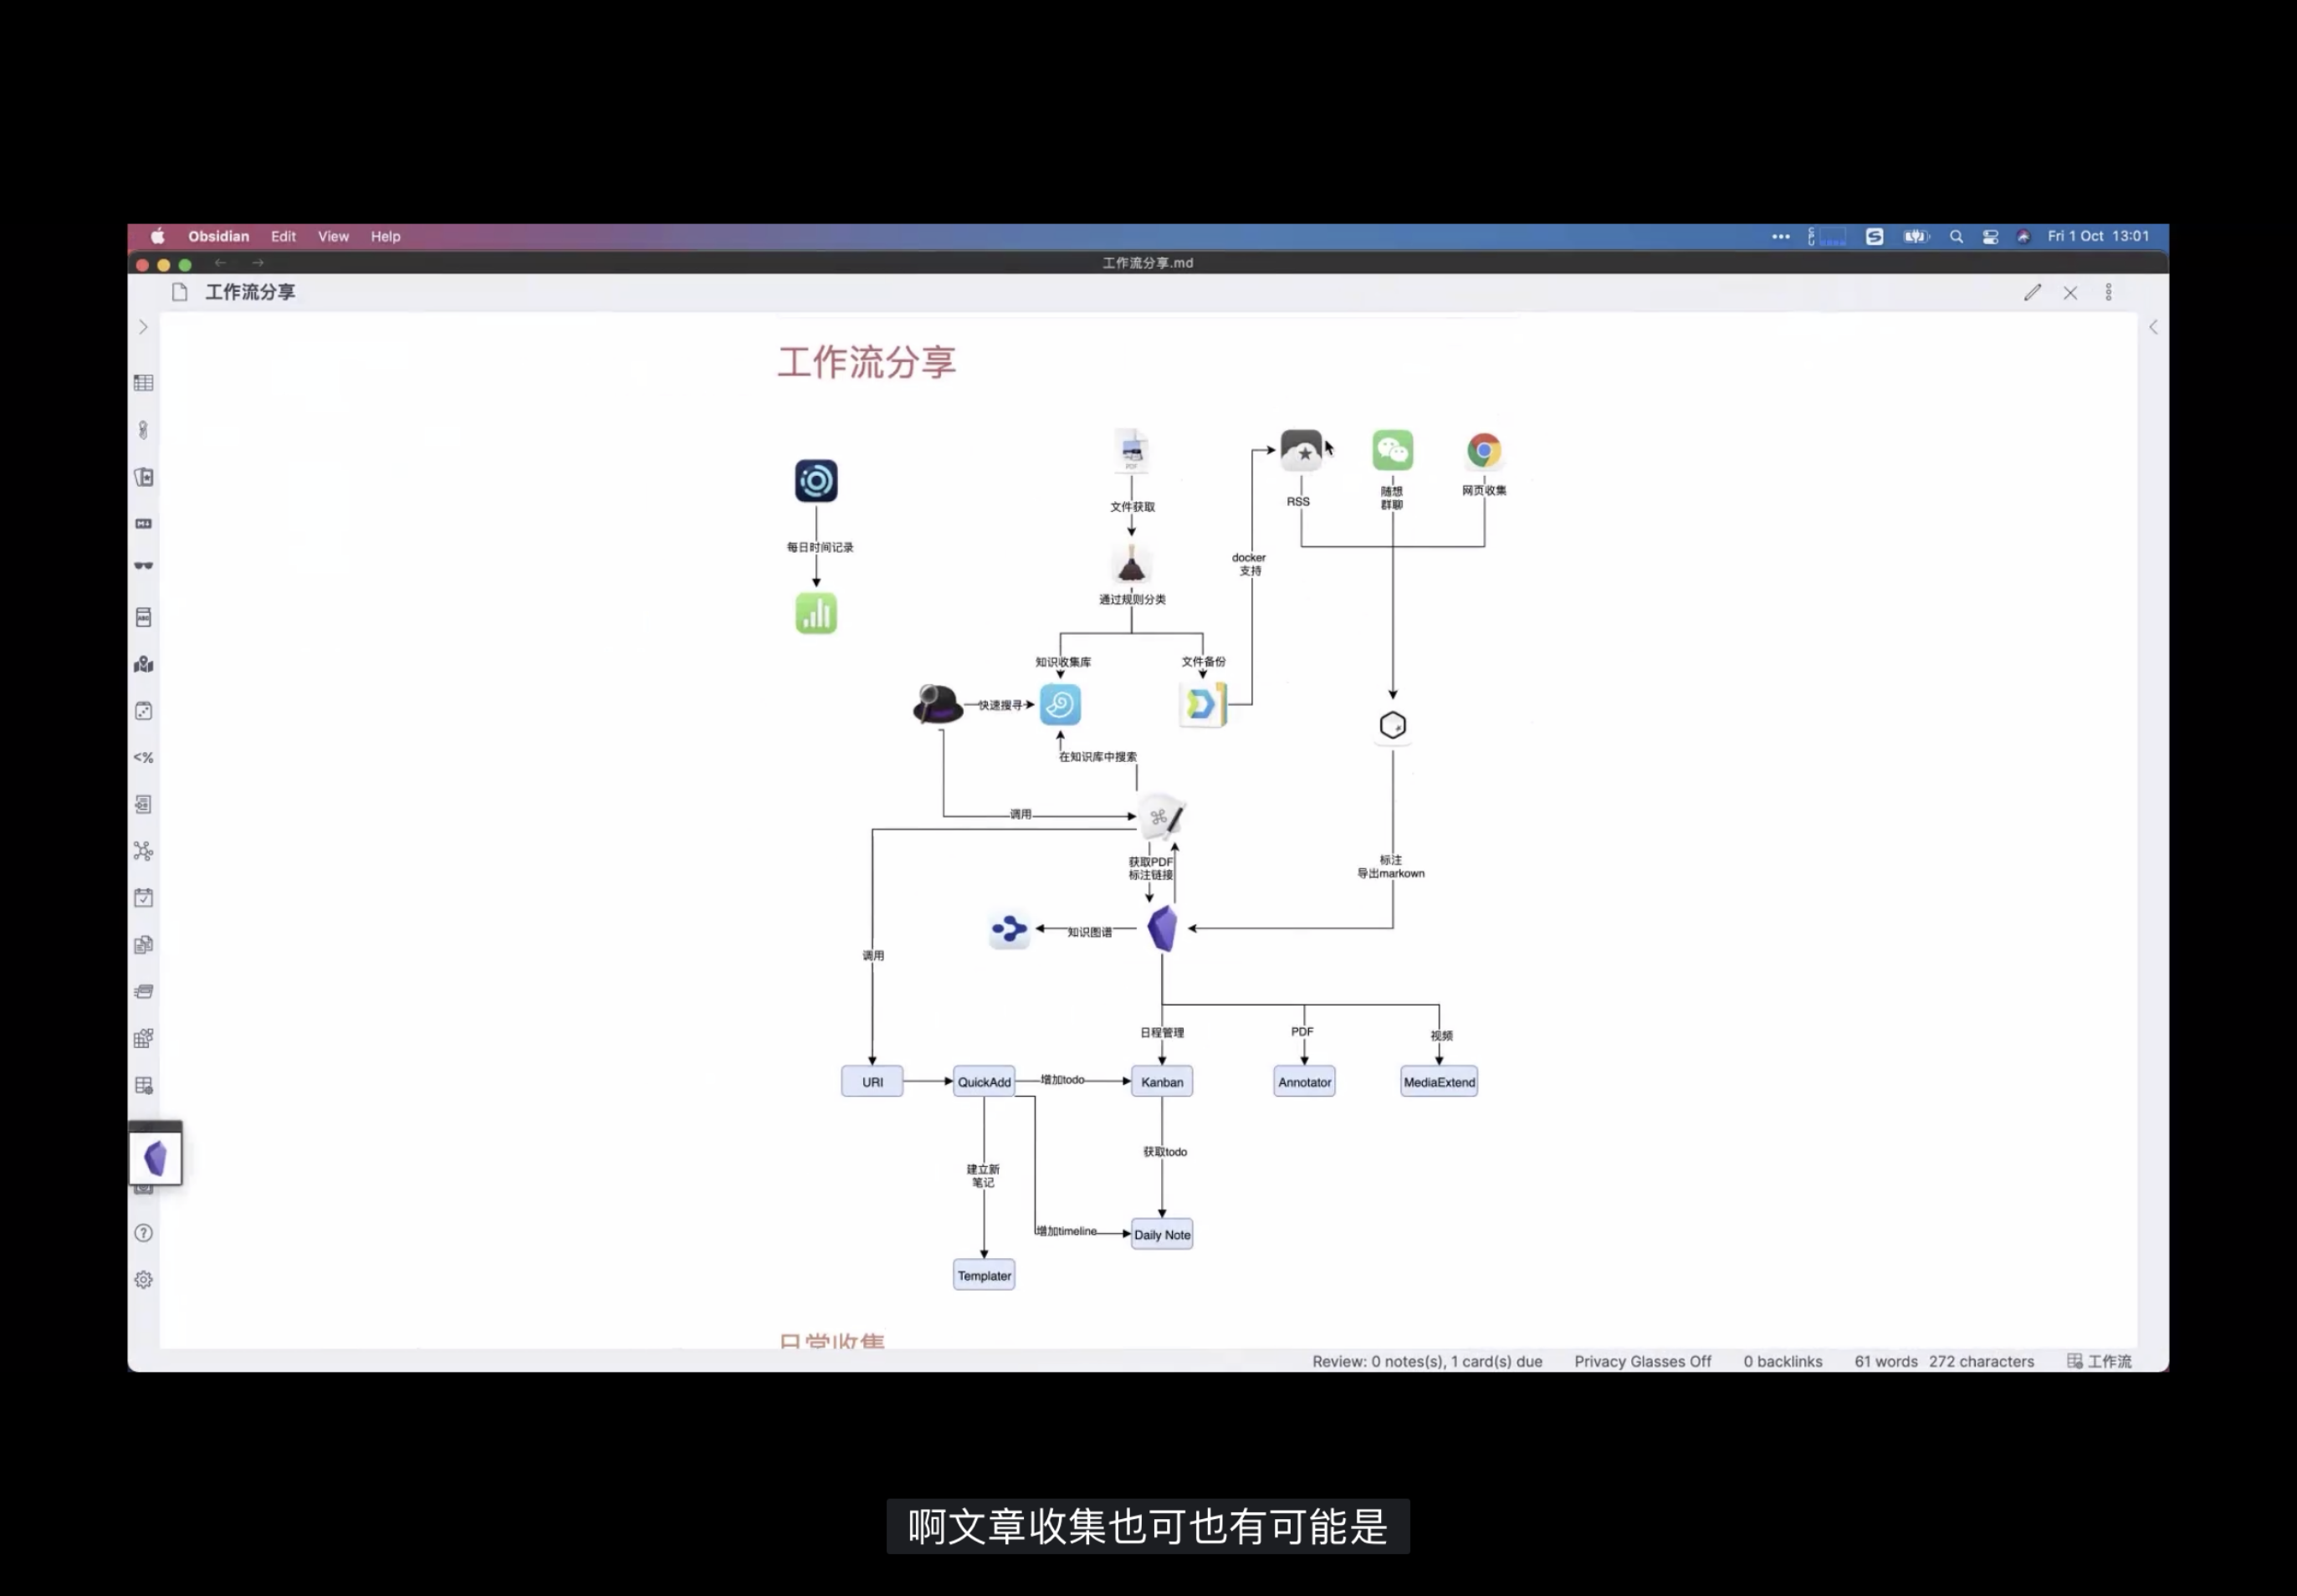 Obsidian Edit View Help
Fri 1 Oct 13:01
工作流分享.md
工作流分享
工作流分享
PDF
文件获取
RSS
随想
群聊
网页收集
每日时间记录
docker
支持
通过规则分类
知识收集库
文件备份
快速搜寻
在知识库中搜索
调用
获取PDF
标注链接
标注
导出markown
知识图谱
调用
日程管理
PDF
视频
URI
QuickAdd
增加todo
Kanban
Annotator
MediaExtend
获取todo
建立新
笔记
增加timeline
Daily Note
Templater
日常收集
Review: 0 notes(s), 1 card(s) due
Privacy Glasses Off
0 backlinks
61 words 272 characters
工作流
啊文章收集也可也有可能是